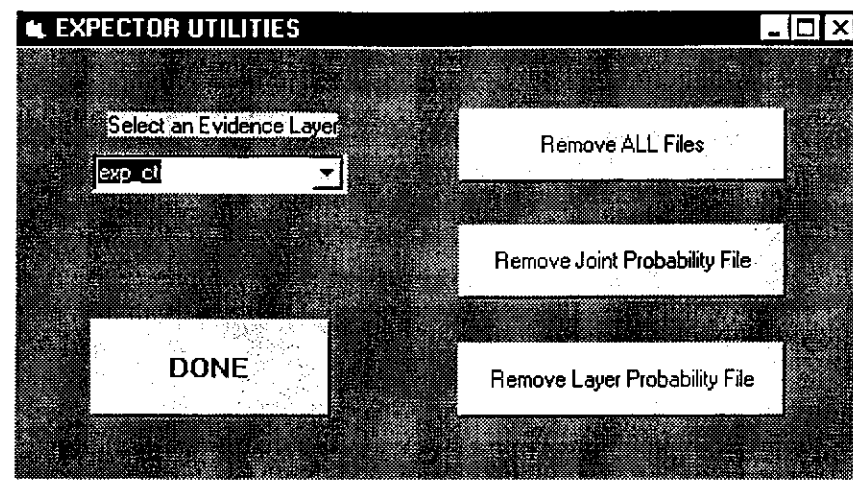 EXPECTOR UTILITIES
Select an Evidence Layer
exp_ct
Remove ALL Files
Remove Joint Probability File
DONE
Remove Layer Probability File